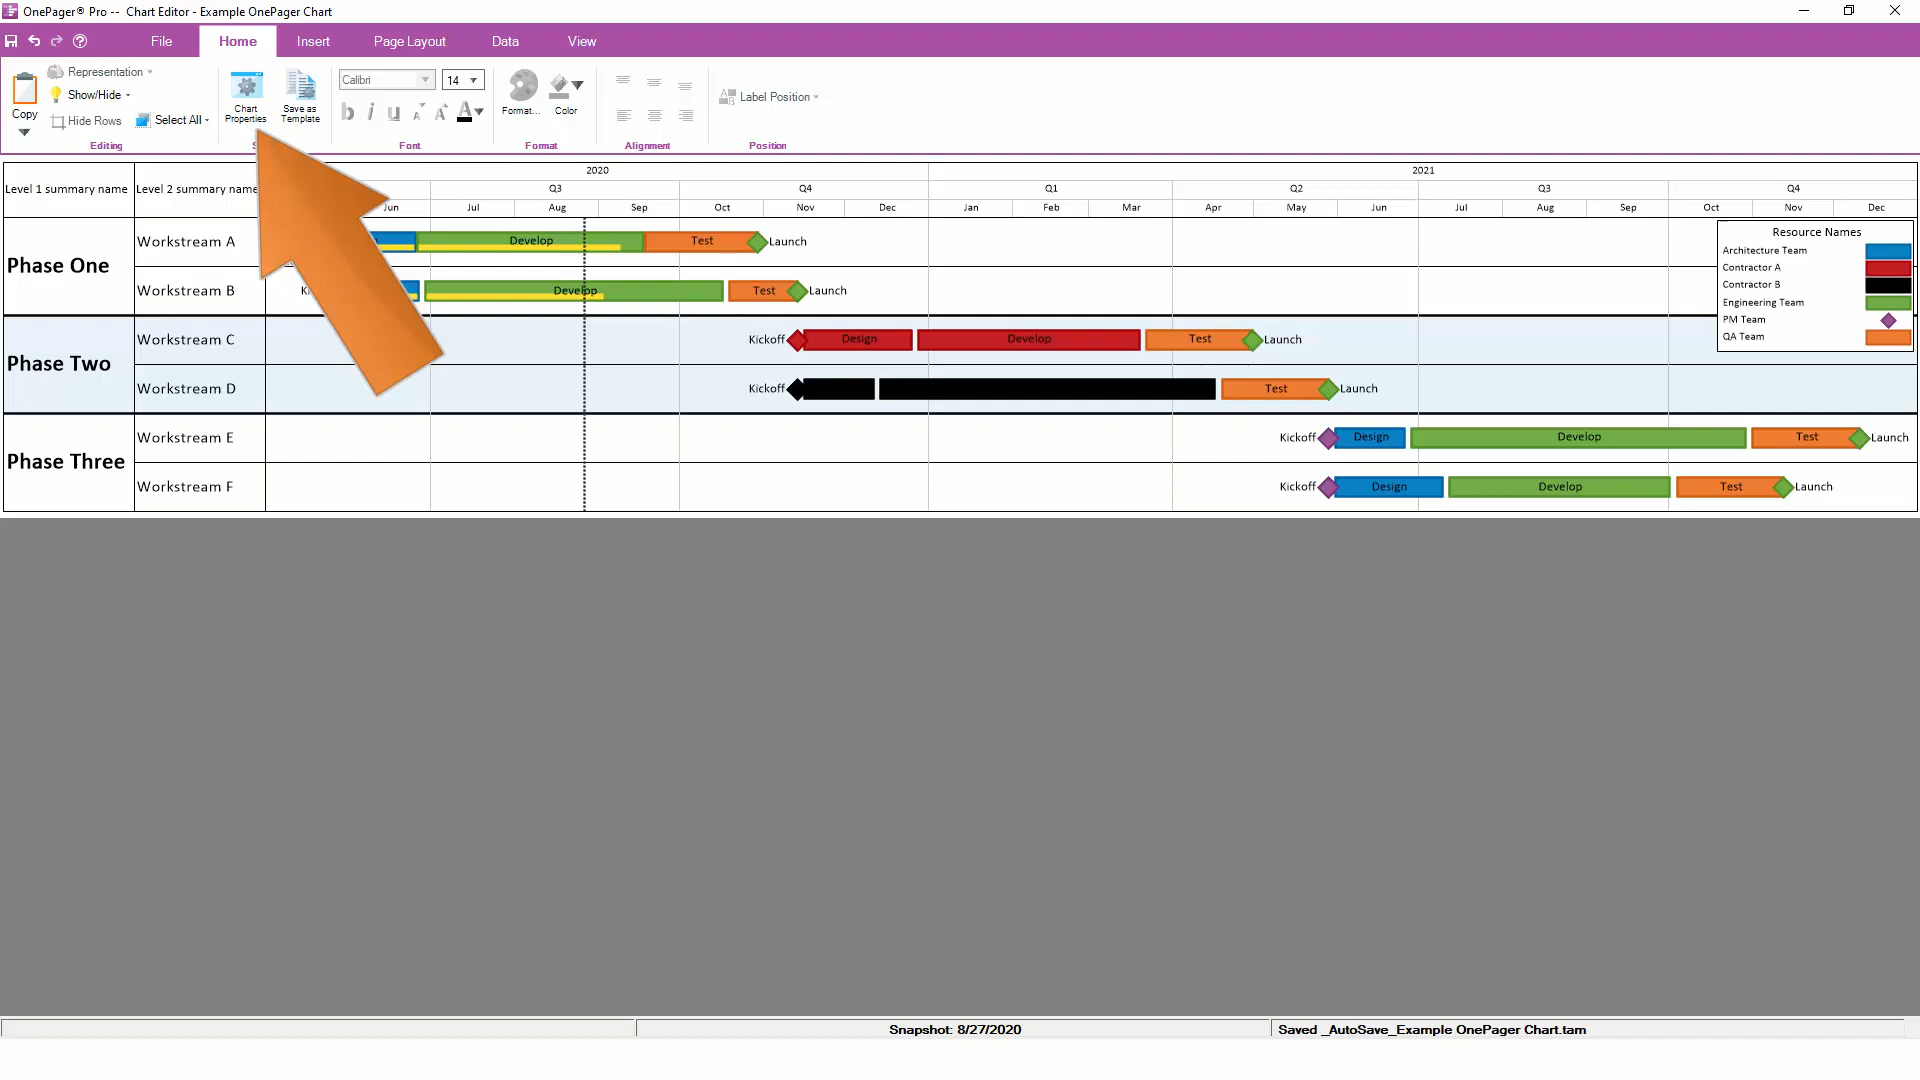 OnePager® Pro -- Chart Editor - Example OnePager Chart
File Home Insert Page Layout Data View
Copy
Representation
Show/Hide
Hide Rows
Select All
Editing
Chart Properties
Save as Template
Calibri 14
b i u A A A
Font
Format...
Color
Format
Alignment
Label Position
Position
Level 1 summary name Level 2 summary name
2020 2021
Q3 Q4 Q1 Q2 Q3 Q4
Jun Jul Aug Sep Oct Nov Dec Jan Feb Mar Apr May Jun Jul Aug Sep Oct Nov Dec
Phase One
Workstream A Develop Test Launch
Workstream B Develop Test Launch
Phase Two
Workstream C Kickoff Design Develop Test Launch
Workstream D Kickoff Test Launch
Phase Three
Workstream E Kickoff Design Develop Test Launch
Workstream F Kickoff Design Develop Test Launch
Resource Names
Architecture Team
Contractor A
Contractor B
Engineering Team
PM Team
QA Team
Snapshot: 8/27/2020
Saved _AutoSave_Example OnePager Chart.tam